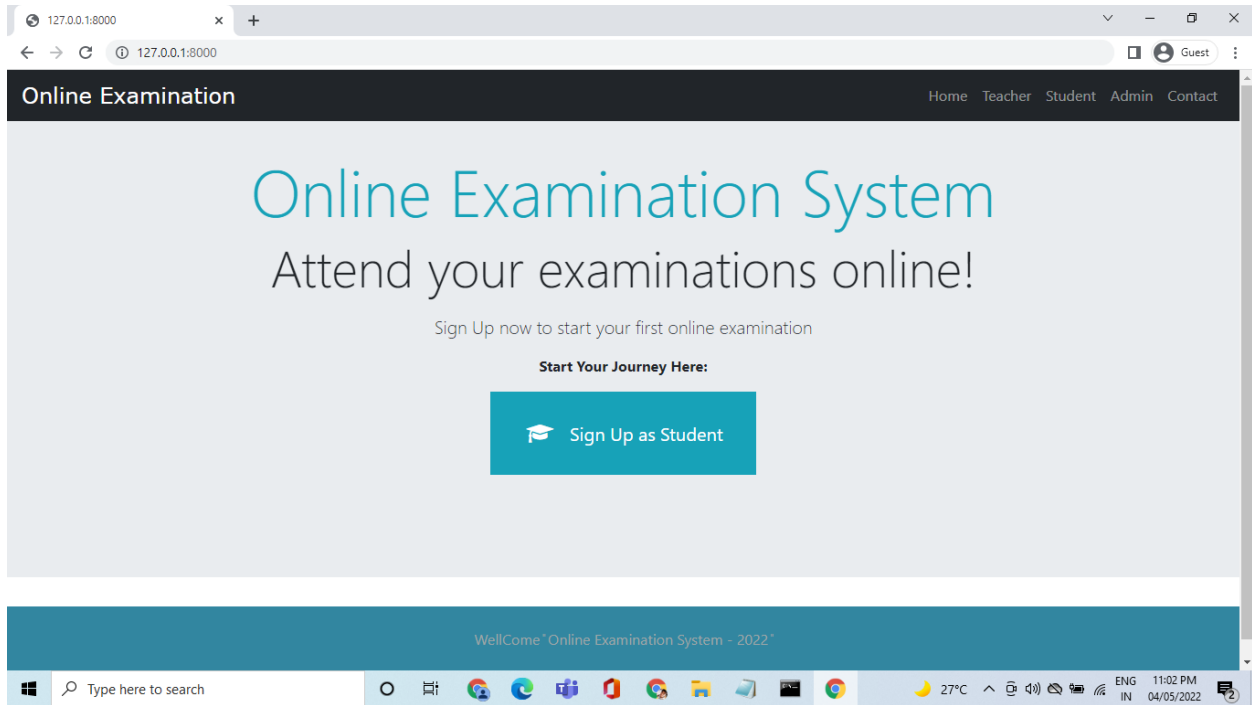 127.0.0.1:8000
127.0.0.1:8000
Guest
Online Examination
Home Teacher Student Admin Contact
Online Examination System
Attend your examinations online!
Sign Up now to start your first online examination
Start Your Journey Here:
Sign Up as Student
WellCome"Online Examination System - 2022"
Type here to search
27°C
ENG
IN
11:02 PM
04/05/2022
2